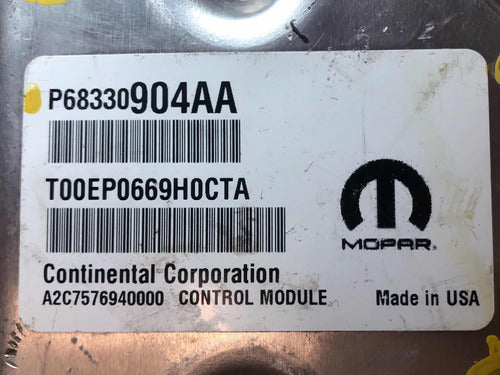 P68330904AA
T00EP0669H0CTA
MOPAR®
Continental Corporation
A2C7576940000 CONTROL MODULE Made in USA